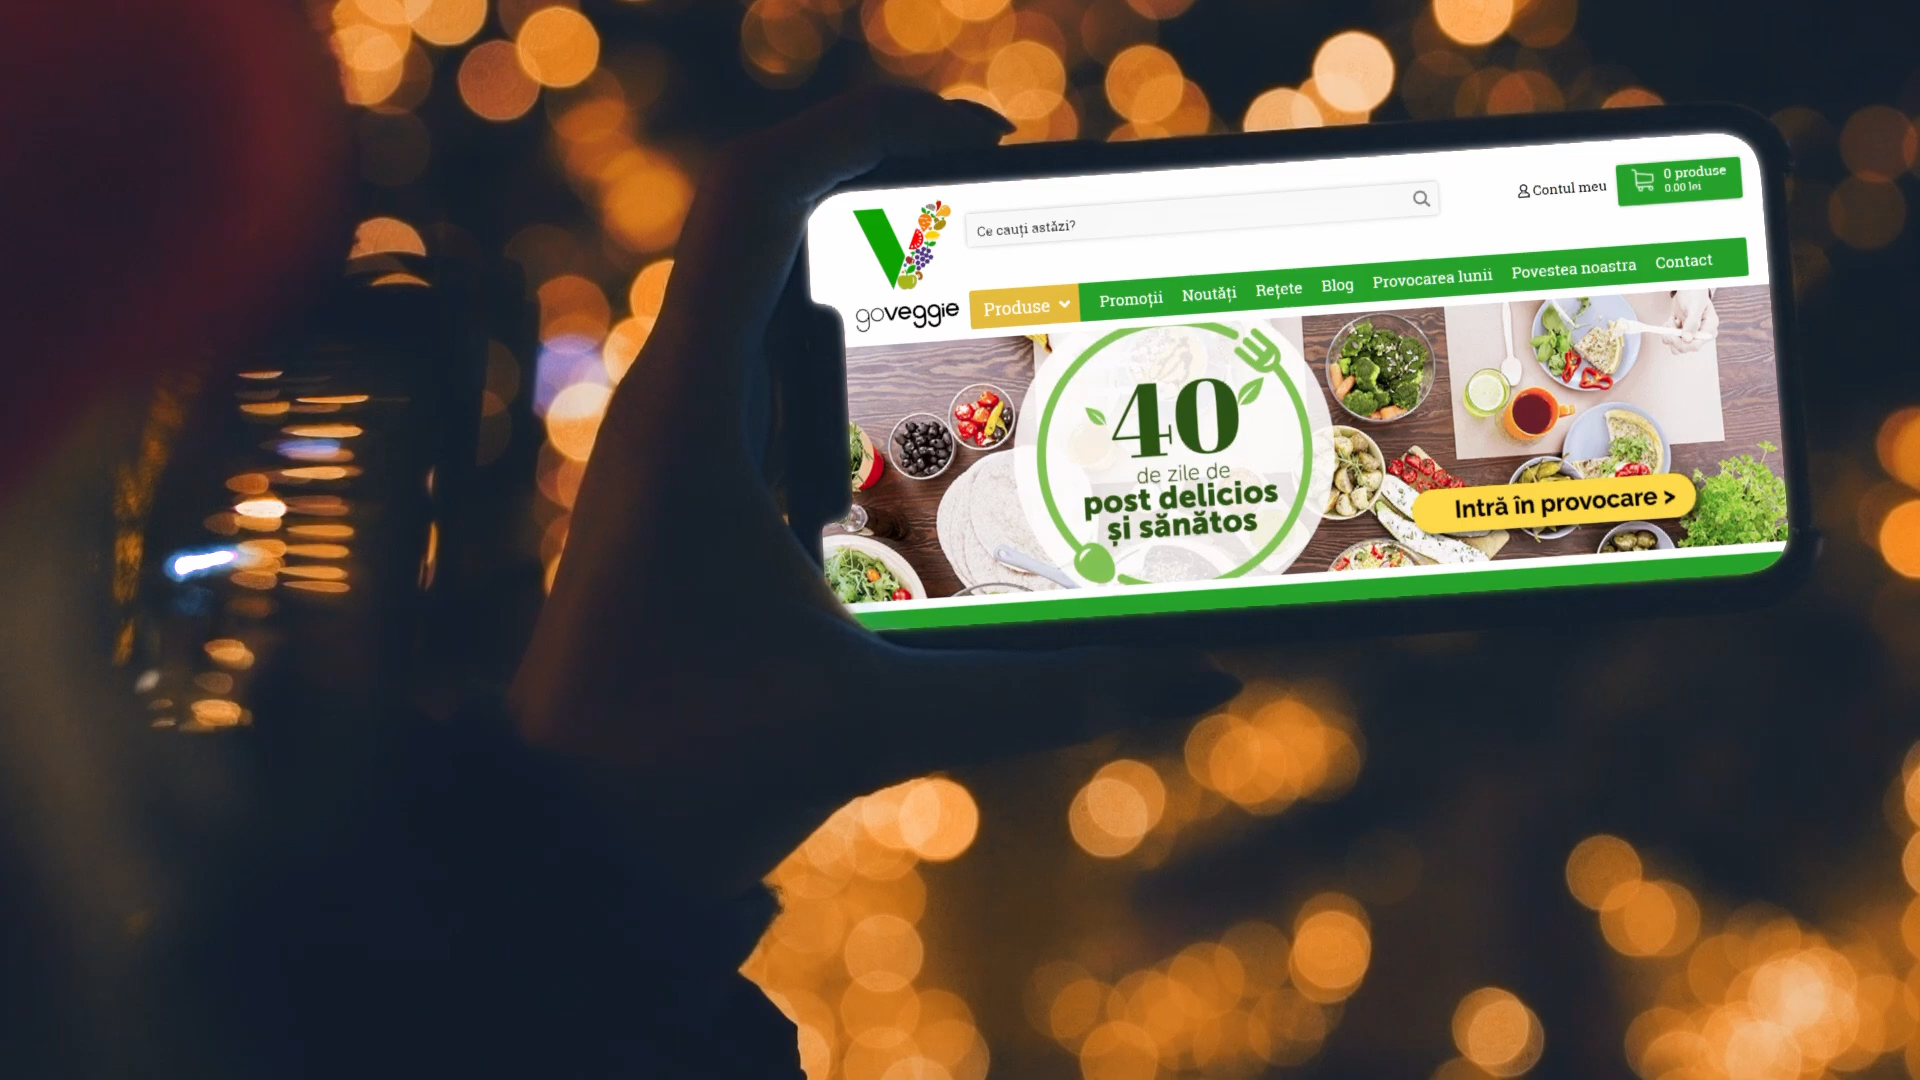 Ce cauți astăzi?
Contul meu
0 produse
0.00 lei
goveggie
Produse
Promoții
Noutăți
Rețete
Blog
Provocarea lunii
Povestea noastra
Contact
40
de zile de
post delicios
și sănătos
Intră în provocare >